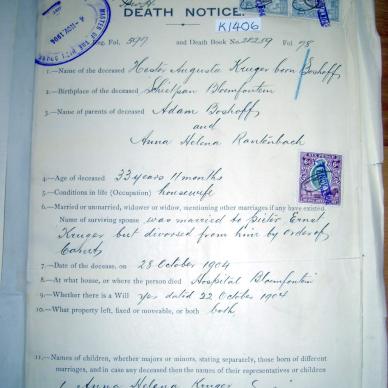 DEATH NOTICE.
K1406
MASTER OF THE
Fol. 597 and Death Book No. Fol 75
1.—Name of the deceased Hester Augusta Kruger born Boshoff
2.—Birthplace of the deceased Bloemfontein
3.—Name of parents of deceased Adam Boshoff
and
Anna Helena Rautenbach
4.—Age of deceased 33 years 11 months
5.—Conditions in life (Occupation) housewife
SIX PENCE
6.—Married or unmarried, widower or widow, mentioning other marriages if any have existed.
Name of surviving spouse was married to Pieter Ernst
Kruger but divorsed from him by order of
Court
7.—Date of the decease, on 28 October 1904
8.—At what house, or where the person died Hospital Bloemfontein
9.—Whether there is a Will yes dated 22 October 1904
10.—What property left, fixed or moveable, or both both
11.—Names of children, whether majors or minors, stating separately, those born of different
marriages, and in case any deceased then the names of their representatives or children
Anna Helena Kruger